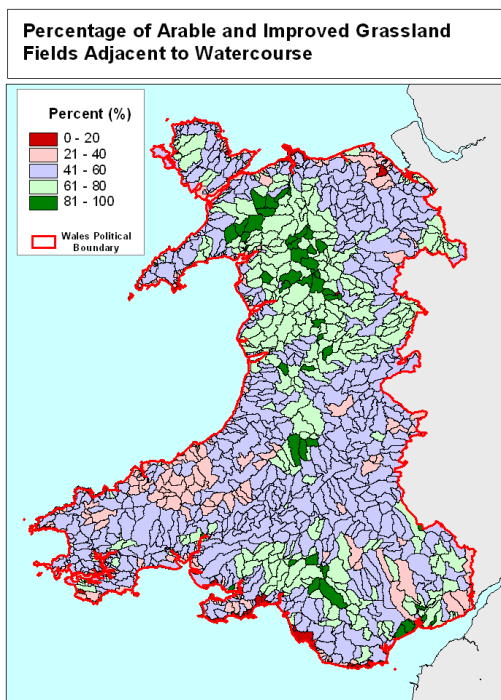 Percentage of Arable and Improved Grassland
Fields Adjacent to Watercourse
Percent (%)
0 - 20
21 - 40
41 - 60
61 - 80
81 - 100
Wales Political
Boundary